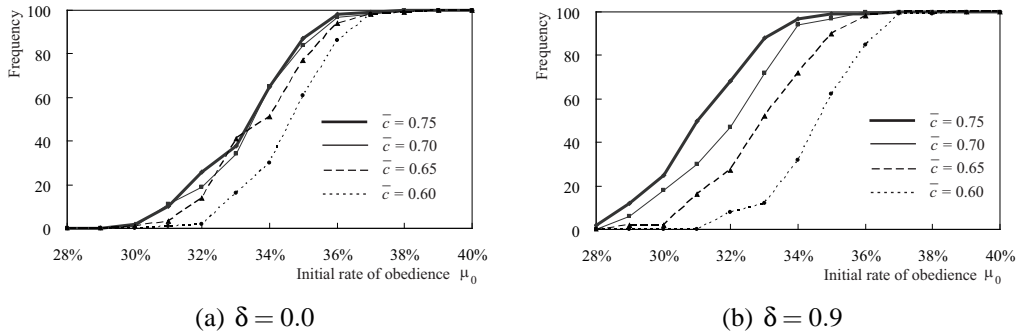 Frequency
100
80
60
40
20
0
c̄ = 0.75
c̄ = 0.70
c̄ = 0.65
c̄ = 0.60
28% 30% 32% 34% 36% 38% 40%
Initial rate of obedience μ₀
(a) δ = 0.0
Frequency
100
80
60
40
20
0
c̄ = 0.75
c̄ = 0.70
c̄ = 0.65
c̄ = 0.60
28% 30% 32% 34% 36% 38% 40%
Initial rate of obedience μ₀
(b) δ = 0.9